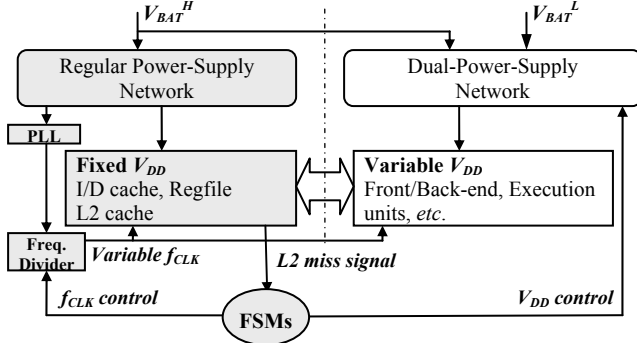 V_BAT^H
V_BAT^L
Regular Power-Supply
Network
Dual-Power-Supply
Network
PLL
Fixed V_DD
I/D cache, Regfile
L2 cache
Variable V_DD
Front/Back-end, Execution
units, etc.
Freq.
Divider
Variable f_CLK
L2 miss signal
f_CLK control
FSMs
V_DD control